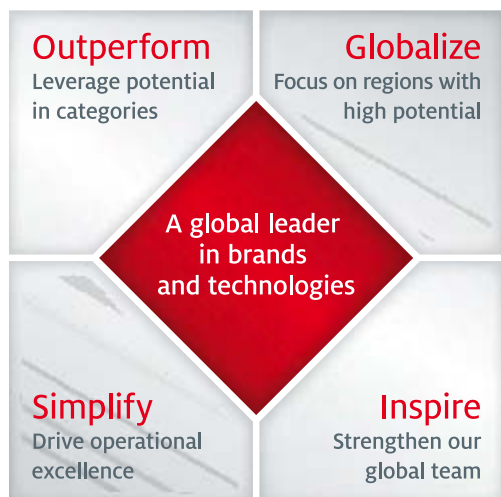 Outperform
Leverage potential
in categories
Globalize
Focus on regions with
high potential
A global leader
in brands
and technologies
Simplify
Drive operational
excellence
Inspire
Strengthen our
global team